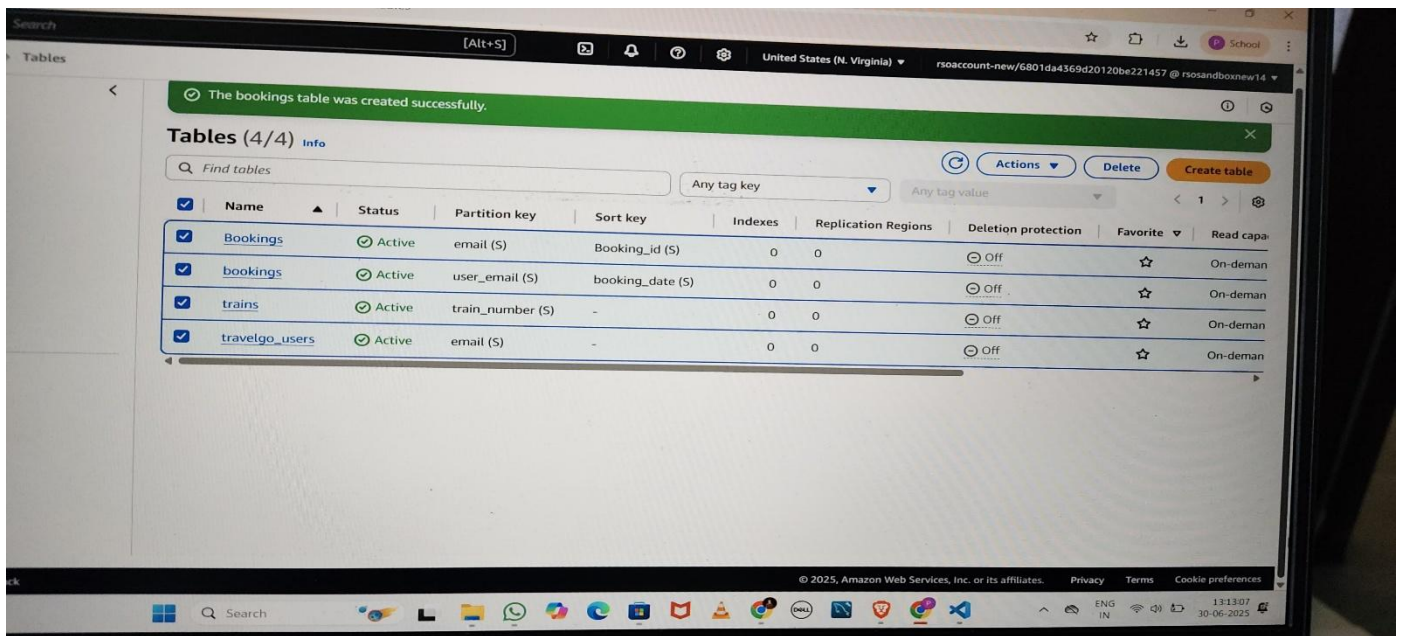 Search
[Alt+S]
United States (N. Virginia)
rsoaccount-new/6801da4369d20120be221457 @ rsosandboxnew14
School
Tables
The bookings table was created successfully.
Tables (4/4) Info
Find tables
Any tag key
Any tag value
Actions
Delete
Create table
1
Name Status Partition key Sort key Indexes Replication Regions Deletion protection Favorite Read capa
Bookings Active email (S) Booking_id (S) 0 0 Off On-deman
bookings Active user_email (S) booking_date (S) 0 0 Off On-deman
trains Active train_number (S) - 0 0 Off On-deman
travelgo_users Active email (S) - 0 0 Off On-deman
© 2025, Amazon Web Services, Inc. or its affiliates. Privacy Terms Cookie preferences
Search
DELL
ENG
IN
13:13:07
30-06-2025